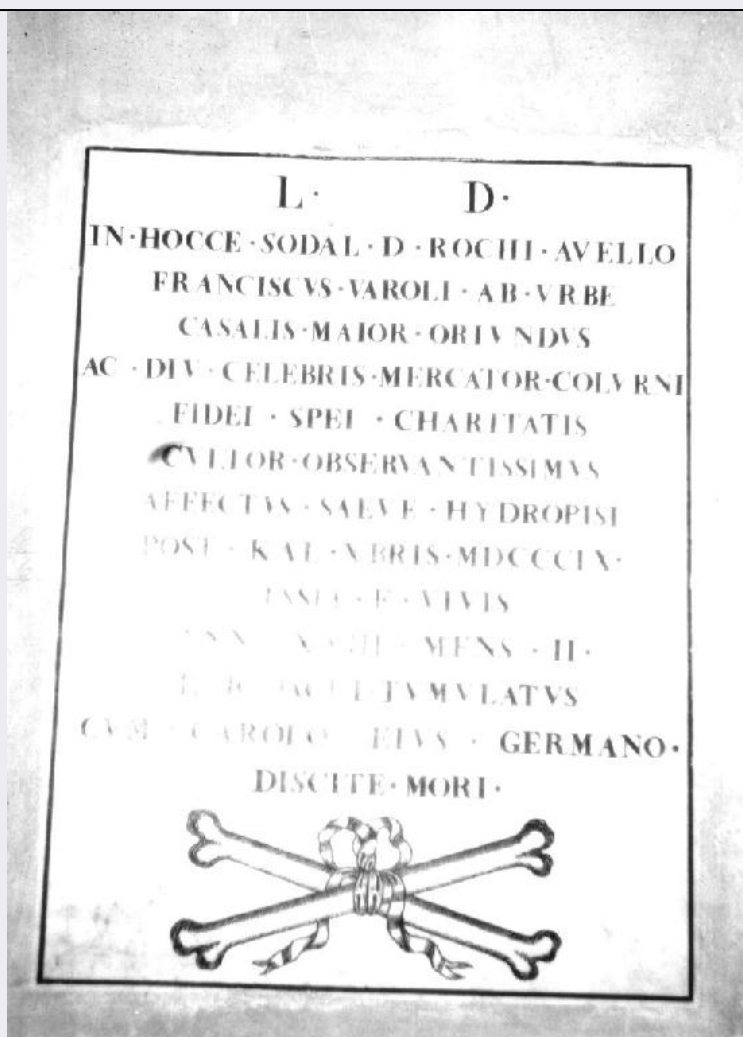 L · D ·
IN · HOCCE · SODAL · D · ROCHI · AVELLO
FRANCISCVS · VAROLI · AB · VRBE
CASALIS · MAIOR · ORIVNDVS
AC · DIV · CELEBRIS · MERCATOR · COLVRNI
FIDEI · SPEI · CHARITATIS
CVLTOR · OBSERVANTISSIMVS
AFFECTVS · SAEVE · HYDROPISI
POST · KAL · XBRIS · MDCCCIX ·
E · VIVIS
MENS · II ·
TVMVLATVS
CVM · CAROLO EIVS · GERMANO ·
DISCITE · MORI ·